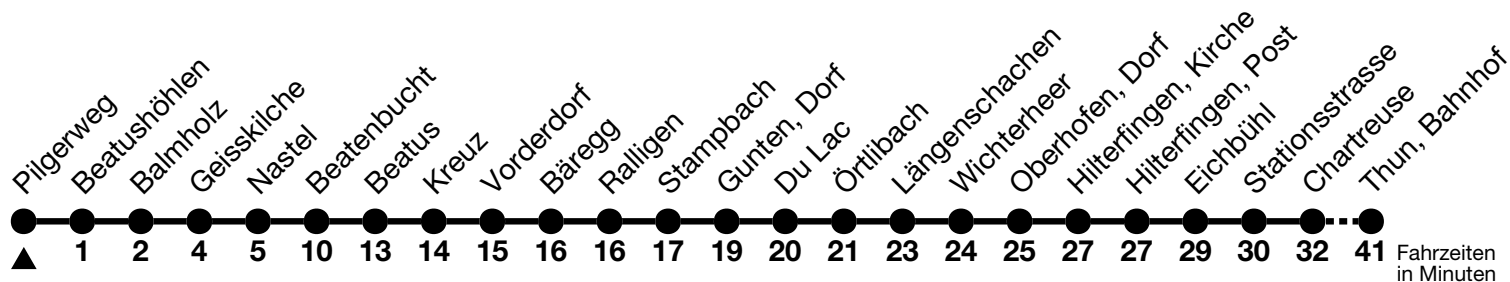 Pilgerweg
Beatushöhlen
Balmholz
Geisskilche
Nastel
Beatenbucht
Beatus
Kreuz
Vorderdorf
Bäregg
Ralligen
Stampbach
Gunten, Dorf
Du Lac
Örtlibach
Längenschachen
Wichterheer
Oberhofen, Dorf
Hilterfingen, Kirche
Hilterfingen, Post
Eichbühl
Stationsstrasse
Chartreuse
Thun, Bahnhof
1 2 4 5 10 13 14 15 16 16 17 19 20 21 23 24 25 27 27 29 30 32 41 Fahrzeiten
in Minuten